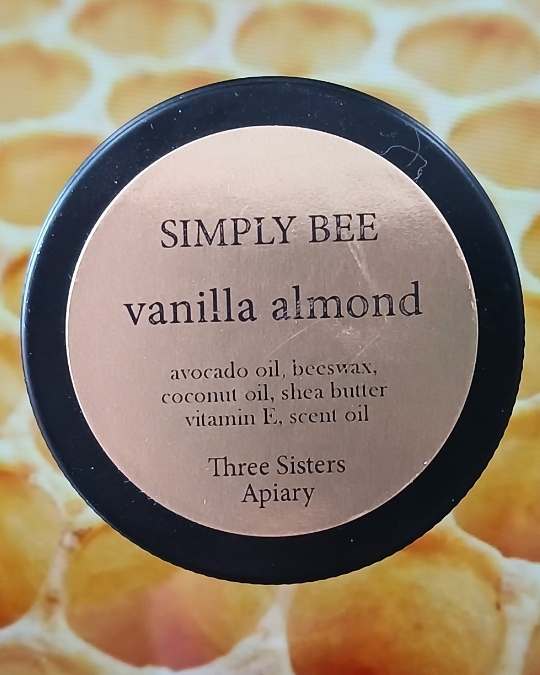 SIMPLY BEE
vanilla almond
avocado oil, beeswax,
coconut oil, shea butter
vitamin E, scent oil
Three Sisters
Apiary